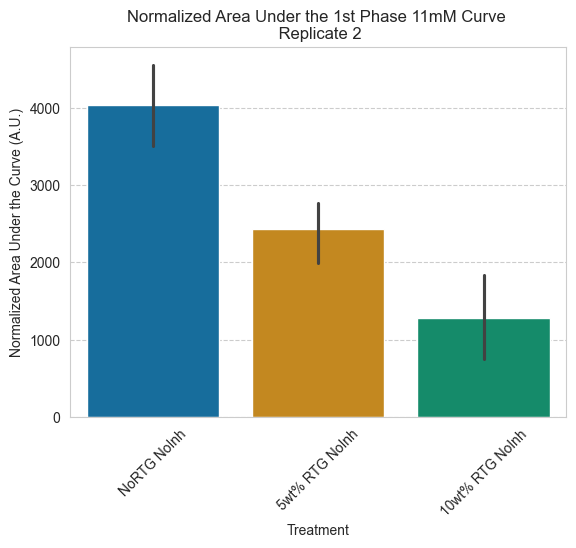 Normalized Area Under the 1st Phase 11mM Curve
Replicate 2
Normalized Area Under the Curve (A.U.)
4000
3000
2000
1000
0
NoRTG NoInh
5wt% RTG NoInh
10wt% RTG NoInh
Treatment